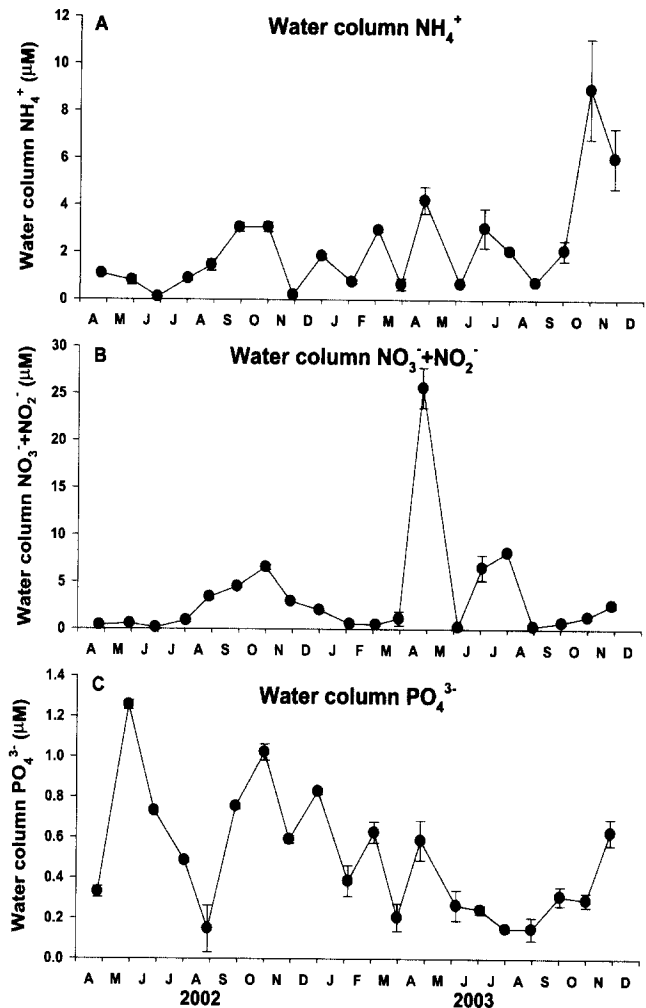 A Water column NH₄⁺
Water column NH₄⁺ (µM)
12
10
8
6
4
2
0
A M J J A S O N D J F M A M J J A S O N D
B Water column NO₃⁻+NO₂⁻
Water column NO₃⁻+NO₂⁻ (µM)
30
25
20
15
10
5
0
A M J J A S O N D J F M A M J J A S O N D
C Water column PO₄³⁻
Water column PO₄³⁻ (µM)
1.4
1.2
1.0
0.8
0.6
0.4
0.2
0.0
A M J J A S O N D J F M A M J J A S O N D
2002 2003